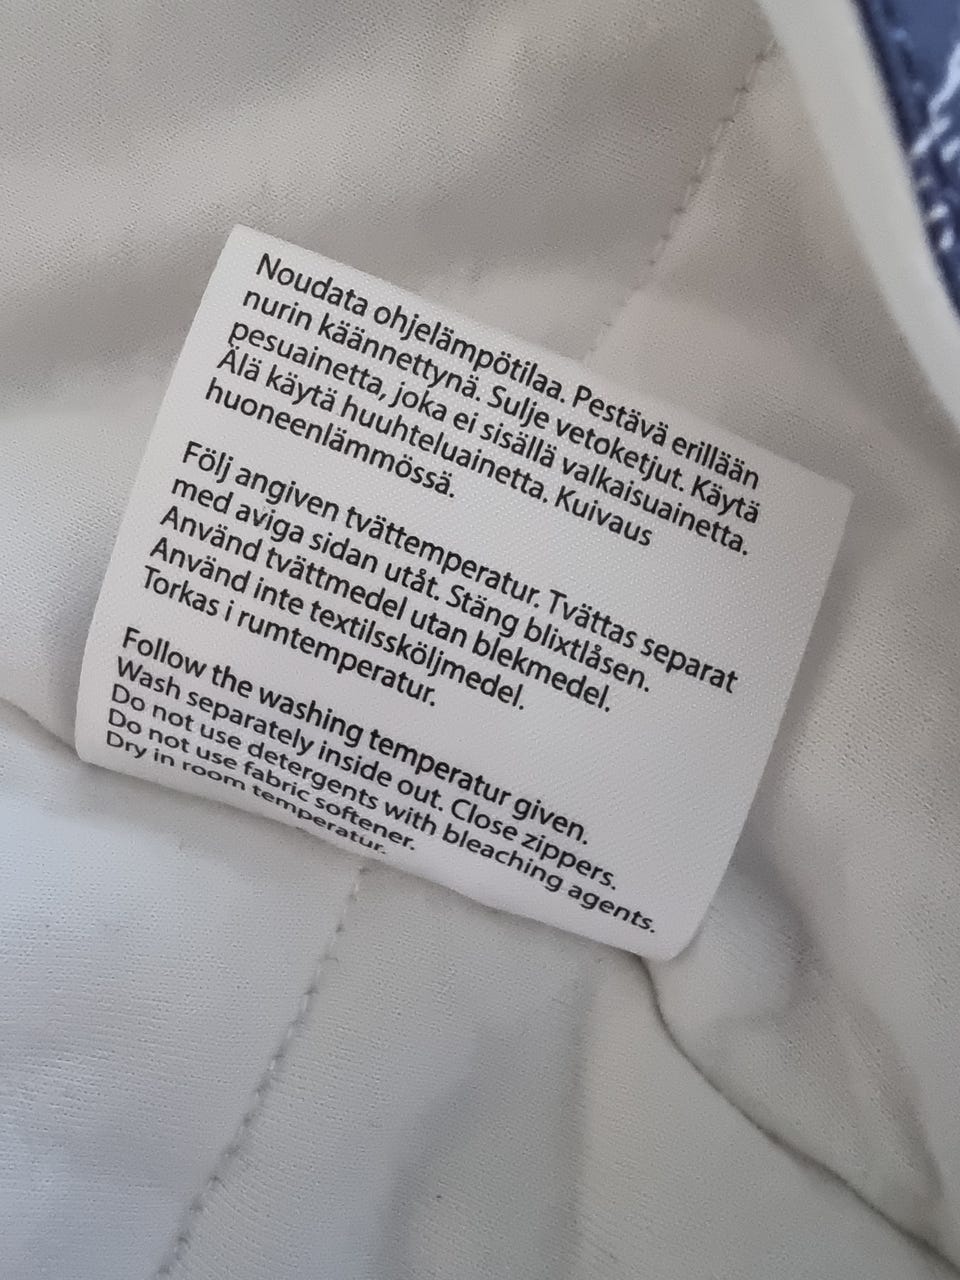 Noudata ohjelämpötilaa. Pestävä erillään
nurin käännettynä. Sulje vetoketjut. Käytä
pesuainetta, joka ei sisällä valkaisuainetta.
Älä käytä huuhteluainetta. Kuivaus
huoneenlämmössä.
Följ angiven tvättemperatur. Tvättas separat
med aviga sidan utåt. Stäng blixtlåsen.
Använd tvättmedel utan blekmedel.
Använd inte textilssköljmedel.
Torkas i rumtemperatur.
Follow the washing temperatur given.
Wash separately inside out. Close zippers.
Do not use detergents with bleaching agents.
Do not use fabric softener.
Dry in room temperatur.